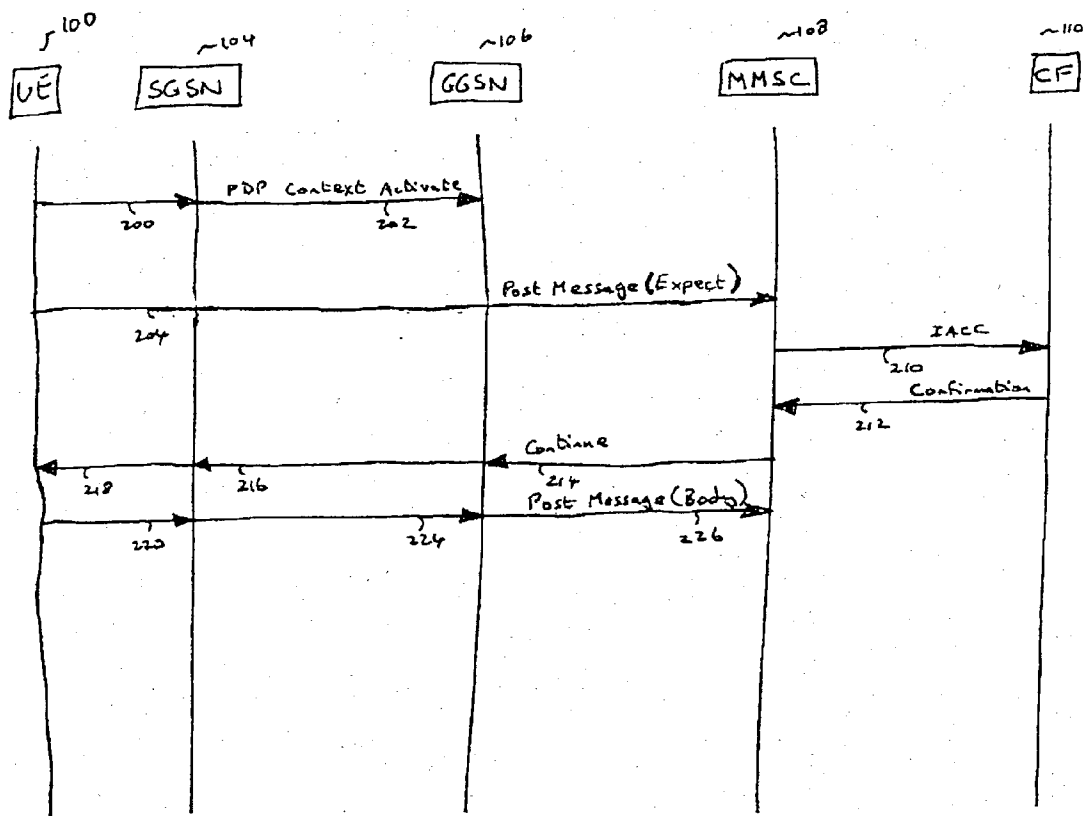 100
~104
~106
~108
~110
UE
SGSN
GGSN
MMSC
CF
PDP Context Activate
200
202
Post Message (Expect)
204
IACC
210
Confirmation
212
Continue
218
216
214
Post Message (Body)
222
224
226